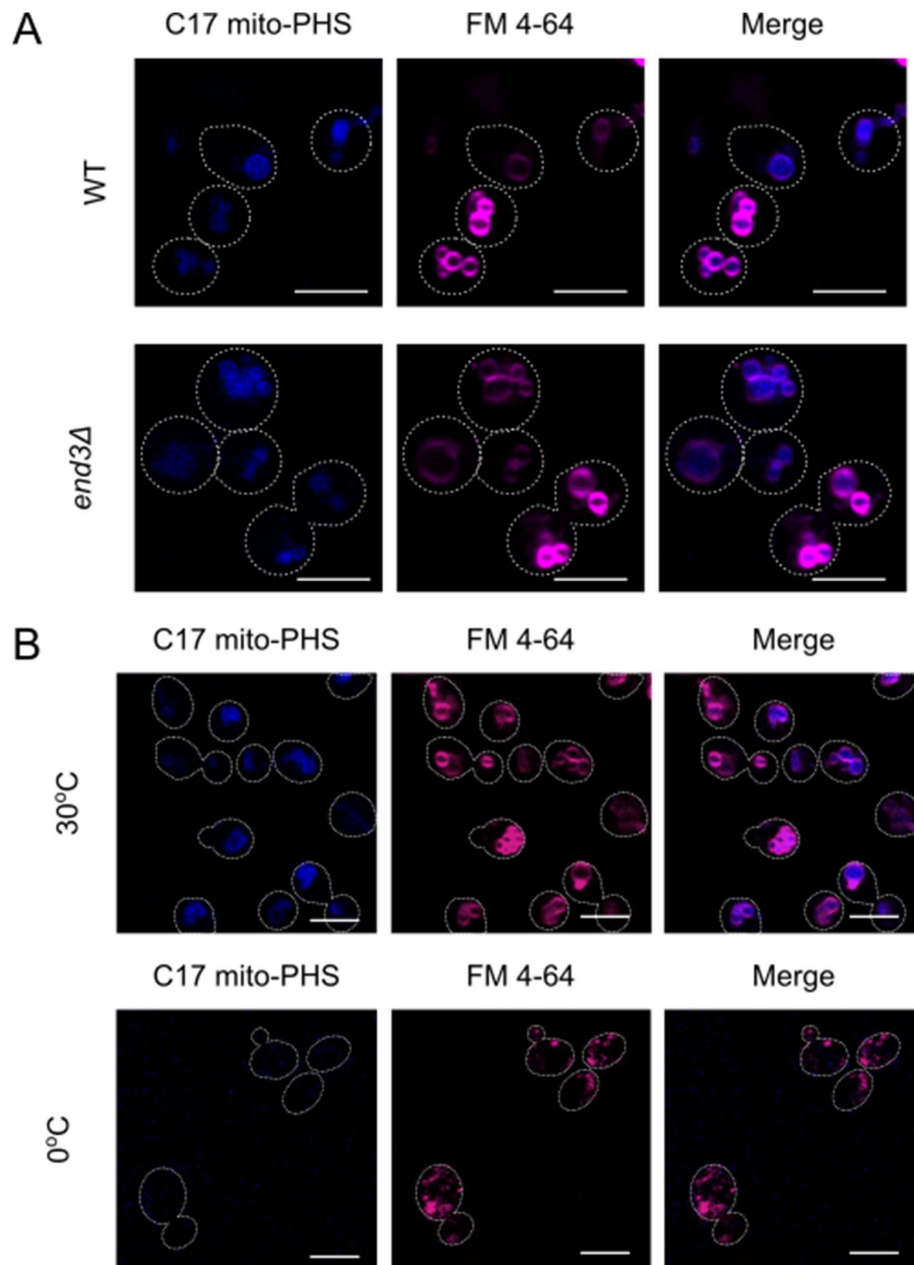 A
C17 mito-PHS FM 4-64 Merge
WT
end3Δ
B
C17 mito-PHS FM 4-64 Merge
30°C
C17 mito-PHS FM 4-64 Merge
0°C